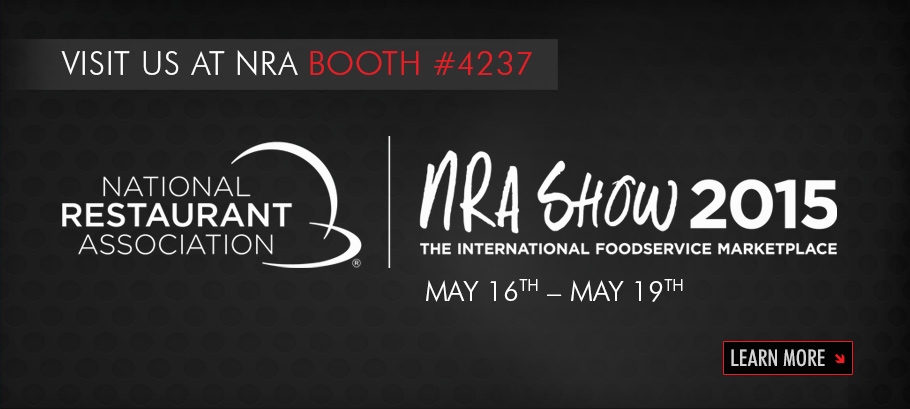 VISIT US AT NRA BOOTH #4237
NATIONAL
RESTAURANT
ASSOCIATION
®
NRA SHOW 2015
THE INTERNATIONAL FOODSERVICE MARKETPLACE
MAY 16TH – MAY 19TH
LEARN MORE